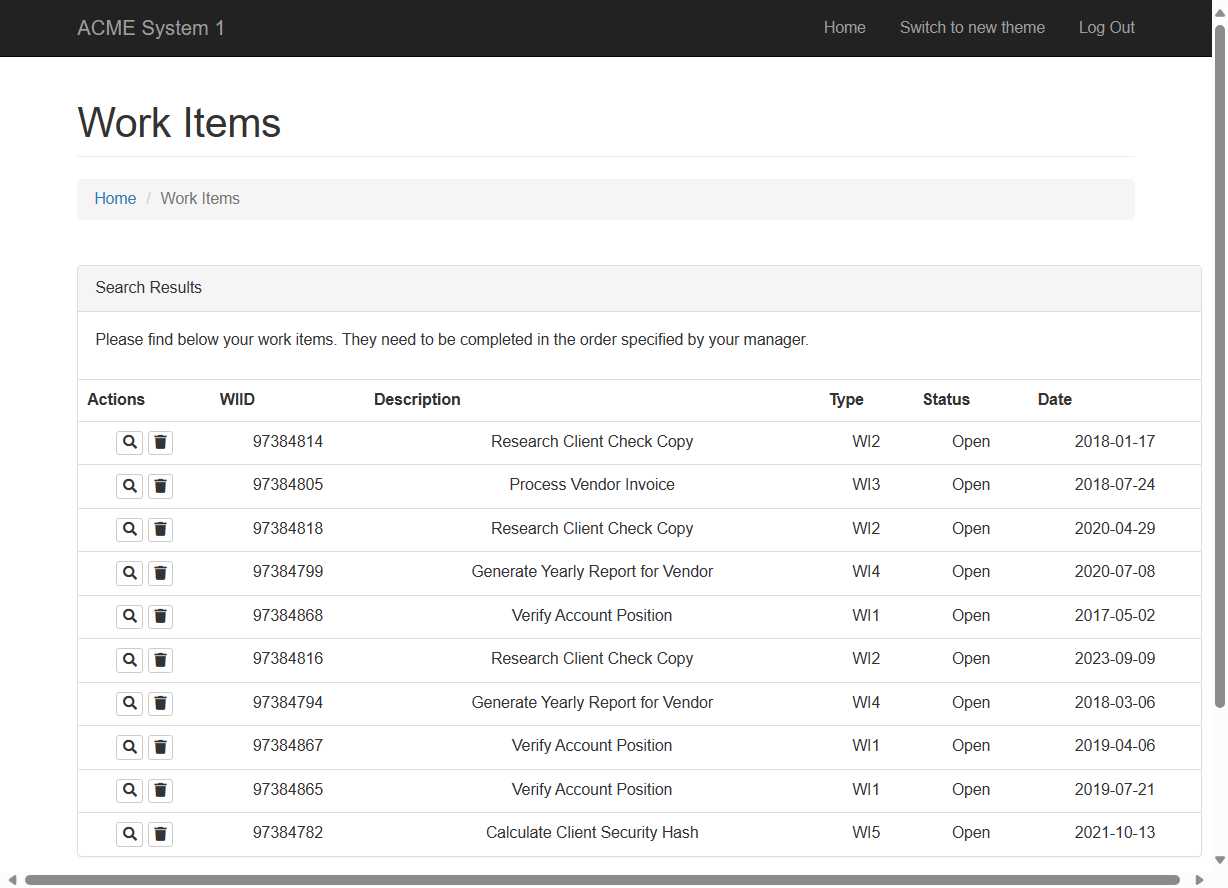 ACME System 1 Home Switch to new theme Log Out
Work Items
Home / Work Items
Search Results
Please find below your work items. They need to be completed in the order specified by your manager.
Actions WIID Description Type Status Date
97384814 Research Client Check Copy WI2 Open 2018-01-17
97384805 Process Vendor Invoice WI3 Open 2018-07-24
97384818 Research Client Check Copy WI2 Open 2020-04-29
97384799 Generate Yearly Report for Vendor WI4 Open 2020-07-08
97384868 Verify Account Position WI1 Open 2017-05-02
97384816 Research Client Check Copy WI2 Open 2023-09-09
97384794 Generate Yearly Report for Vendor WI4 Open 2018-03-06
97384867 Verify Account Position WI1 Open 2019-04-06
97384865 Verify Account Position WI1 Open 2019-07-21
97384782 Calculate Client Security Hash WI5 Open 2021-10-13